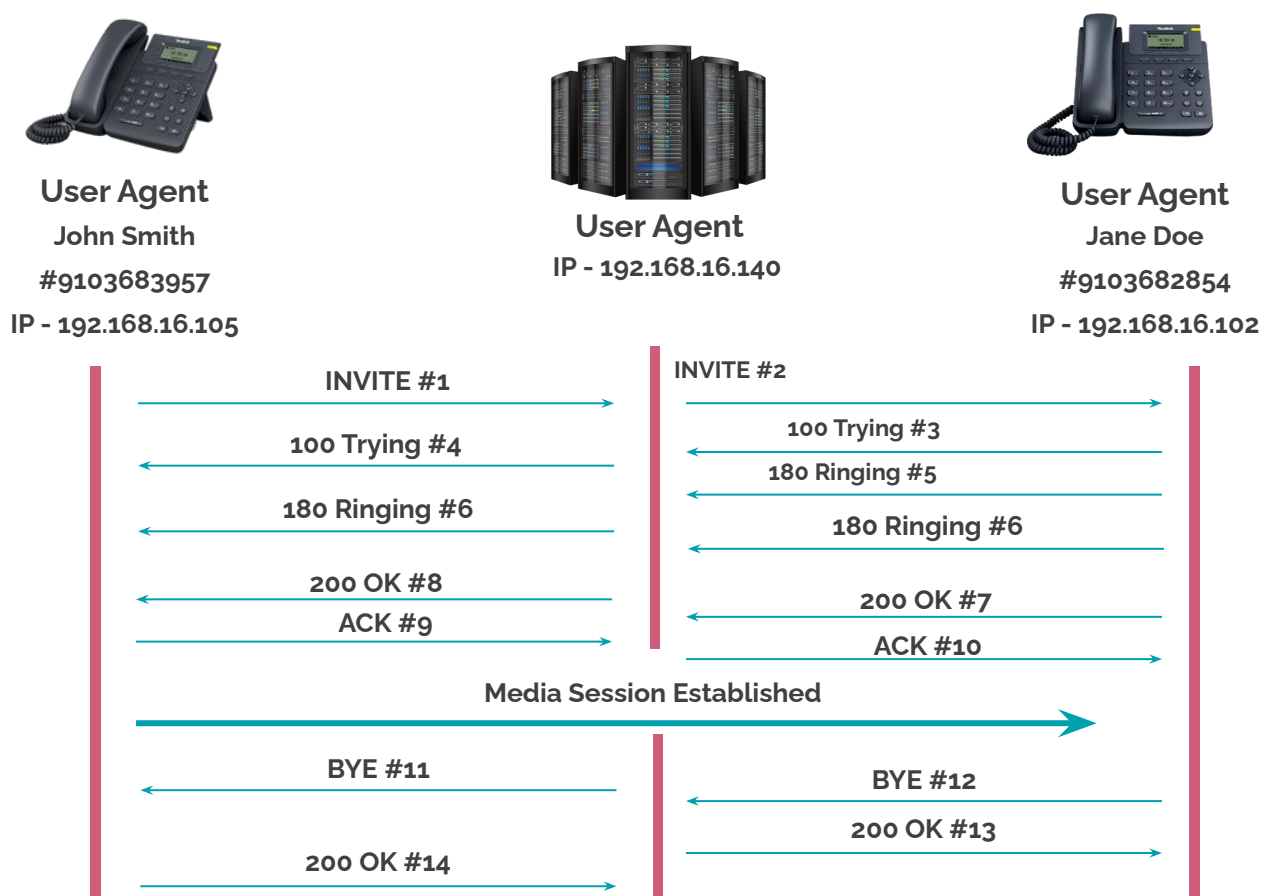 User Agent
John Smith
#9103683957
IP - 192.168.16.105
User Agent
IP - 192.168.16.140
User Agent
Jane Doe
#9103682854
IP - 192.168.16.102
INVITE #1
INVITE #2
100 Trying #4
100 Trying #3
180 Ringing #5
180 Ringing #6
180 Ringing #6
200 OK #8
200 OK #7
ACK #9
ACK #10
Media Session Established
BYE #11
BYE #12
200 OK #13
200 OK #14